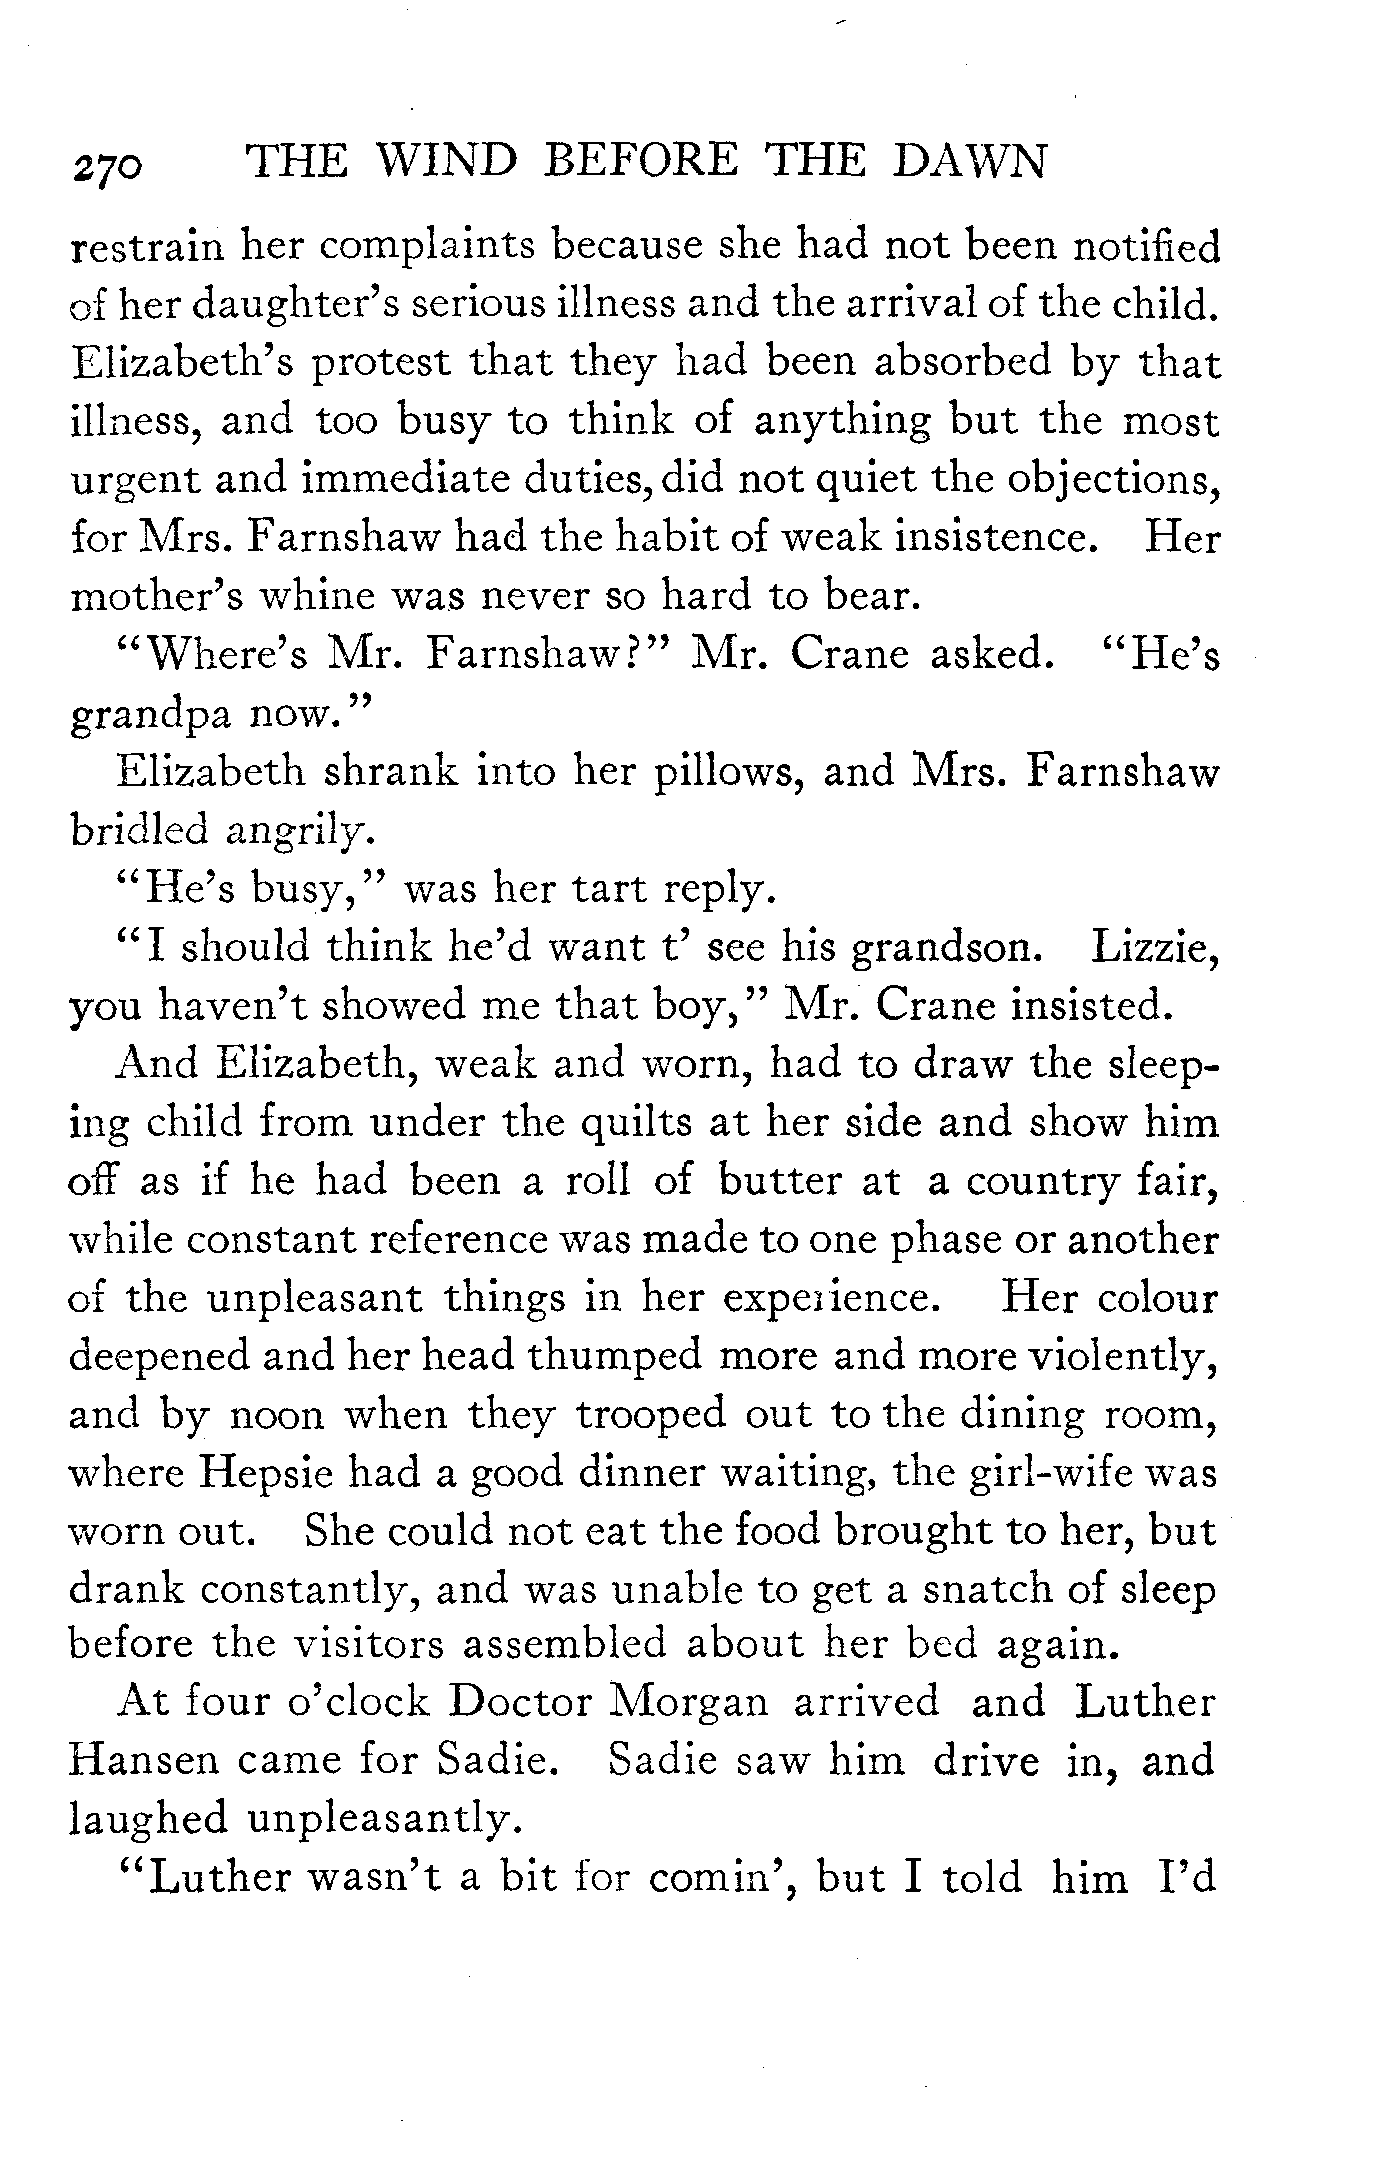 270 THE WIND BEFORE THE DAWN
restrain her complaints because she had not been notified
of her daughter's serious illness and the arrival of the child.
Elizabeth's protest that they had been absorbed by that
illness, and too busy to think of anything but the most
urgent and immediate duties, did not quiet the objections,
for Mrs. Farnshaw had the habit of weak insistence. Her
mother's whine was never so hard to bear.
"Where's Mr. Farnshaw?" Mr. Crane asked. "He's
grandpa now."
Elizabeth shrank into her pillows, and Mrs. Farnshaw
bridled angrily.
"He's busy," was her tart reply.
"I should think he'd want t' see his grandson. Lizzie,
you haven't showed me that boy," Mr. Crane insisted.
And Elizabeth, weak and worn, had to draw the sleep-
ing child from under the quilts at her side and show him
off as if he had been a roll of butter at a country fair,
while constant reference was made to one phase or another
of the unpleasant things in her experience. Her colour
deepened and her head thumped more and more violently,
and by noon when they trooped out to the dining room,
where Hepsie had a good dinner waiting, the girl-wife was
worn out. She could not eat the food brought to her, but
drank constantly, and was unable to get a snatch of sleep
before the visitors assembled about her bed again.
At four o'clock Doctor Morgan arrived and Luther
Hansen came for Sadie. Sadie saw him drive in, and
laughed unpleasantly.
"Luther wasn't a bit for comin', but I told him I'd